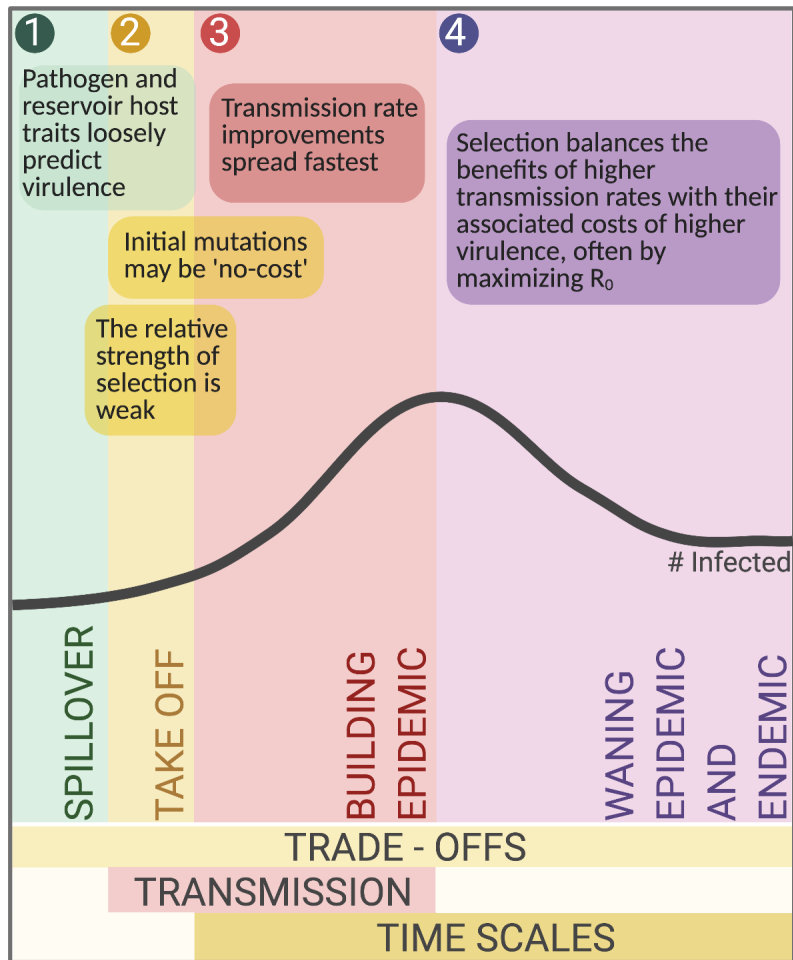 1
2
3
4
Pathogen and
reservoir host
traits loosely
predict
virulence
Transmission rate
improvements
spread fastest
Selection balances the
benefits of higher
transmission rates with their
associated costs of higher
virulence, often by
maximizing R₀
Initial mutations
may be 'no-cost'
The relative
strength of
selection is
weak
# Infected
SPILLOVER
TAKE OFF
BUILDING
EPIDEMIC
WANING
EPIDEMIC
AND
ENDEMIC
TRADE - OFFS
TRANSMISSION
TIME SCALES